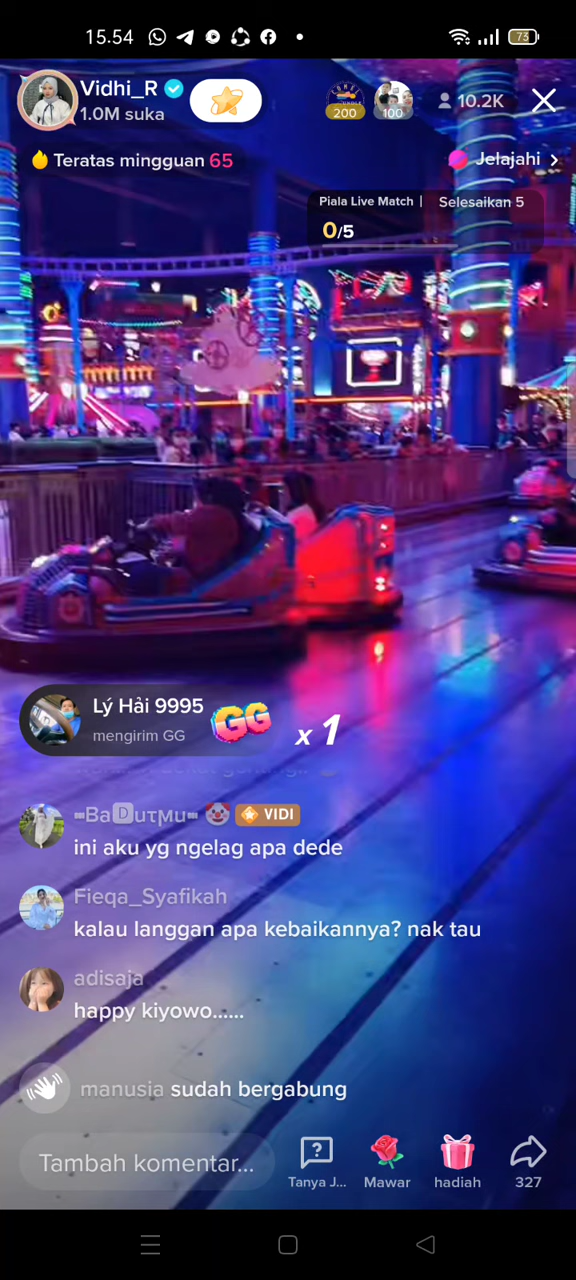 15.54
73
Vidhi_R
1.0M suka
200
100
10.2K
Teratas mingguan 65
Jelajahi
Piala Live Match | Selesaikan 5
0/5
Lý Hải 9995
mengirim GG
GG
x 1
⁼BaDυτϻυ⁼ VIDI
ini aku yg ngelag apa dede
Fieqa_Syafikah
kalau langgan apa kebaikannya? nak tau
adisaja
happy kiyowo......
manusia sudah bergabung
Tambah komentar...
Tanya J...
Mawar
hadiah
327